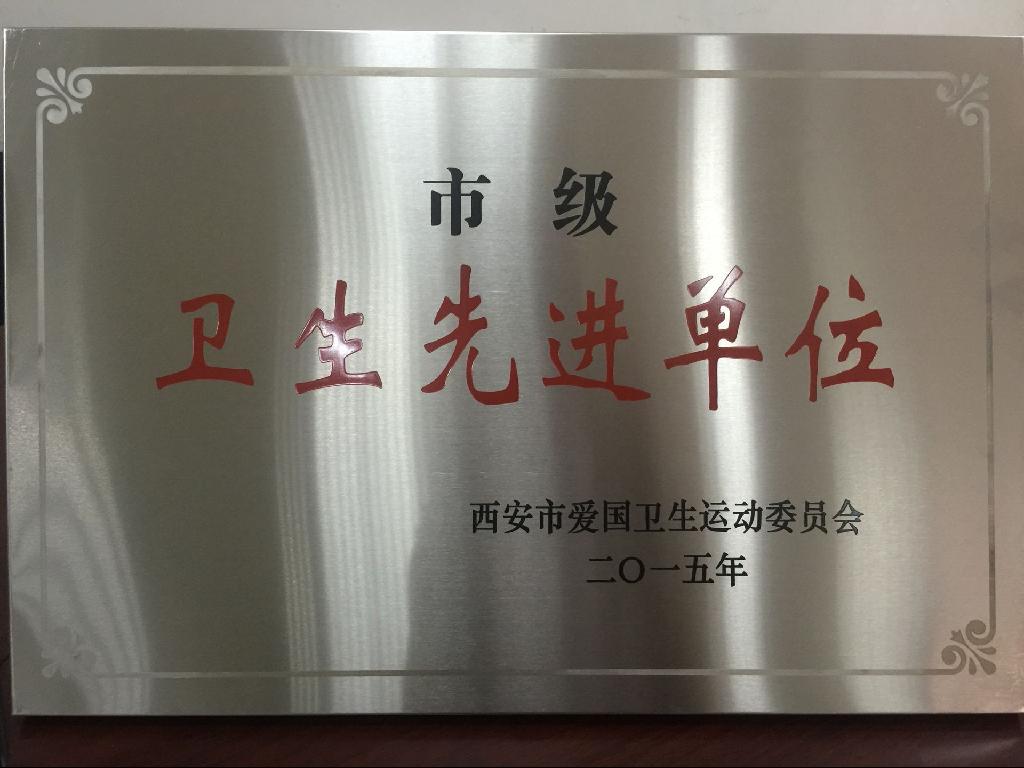 市 级
卫生先进单位
西安市爱国卫生运动委员会
二〇一五年